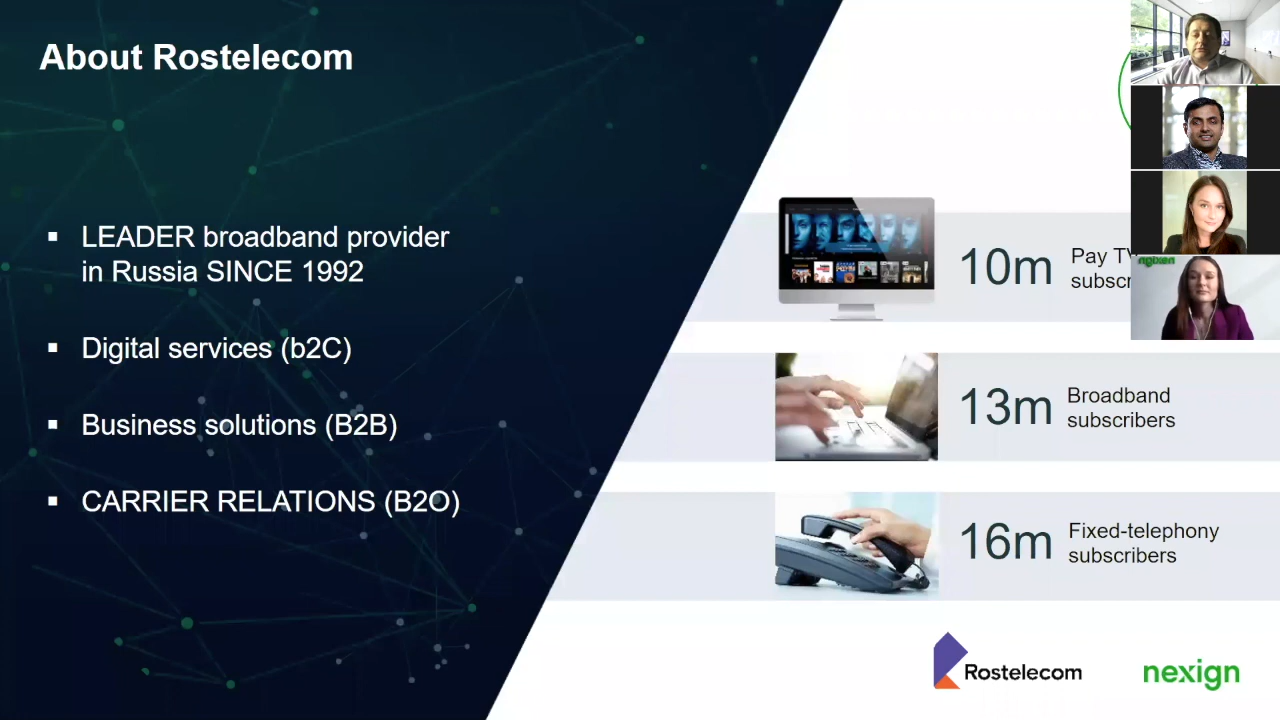 About Rostelecom
LEADER broadband provider
in Russia SINCE 1992
Digital services (b2C)
Business solutions (B2B)
CARRIER RELATIONS (B2O)
10m
Pay
13m
Broadband
subscribers
16m
Fixed-telephony
subscribers
Rostelecom
nexign